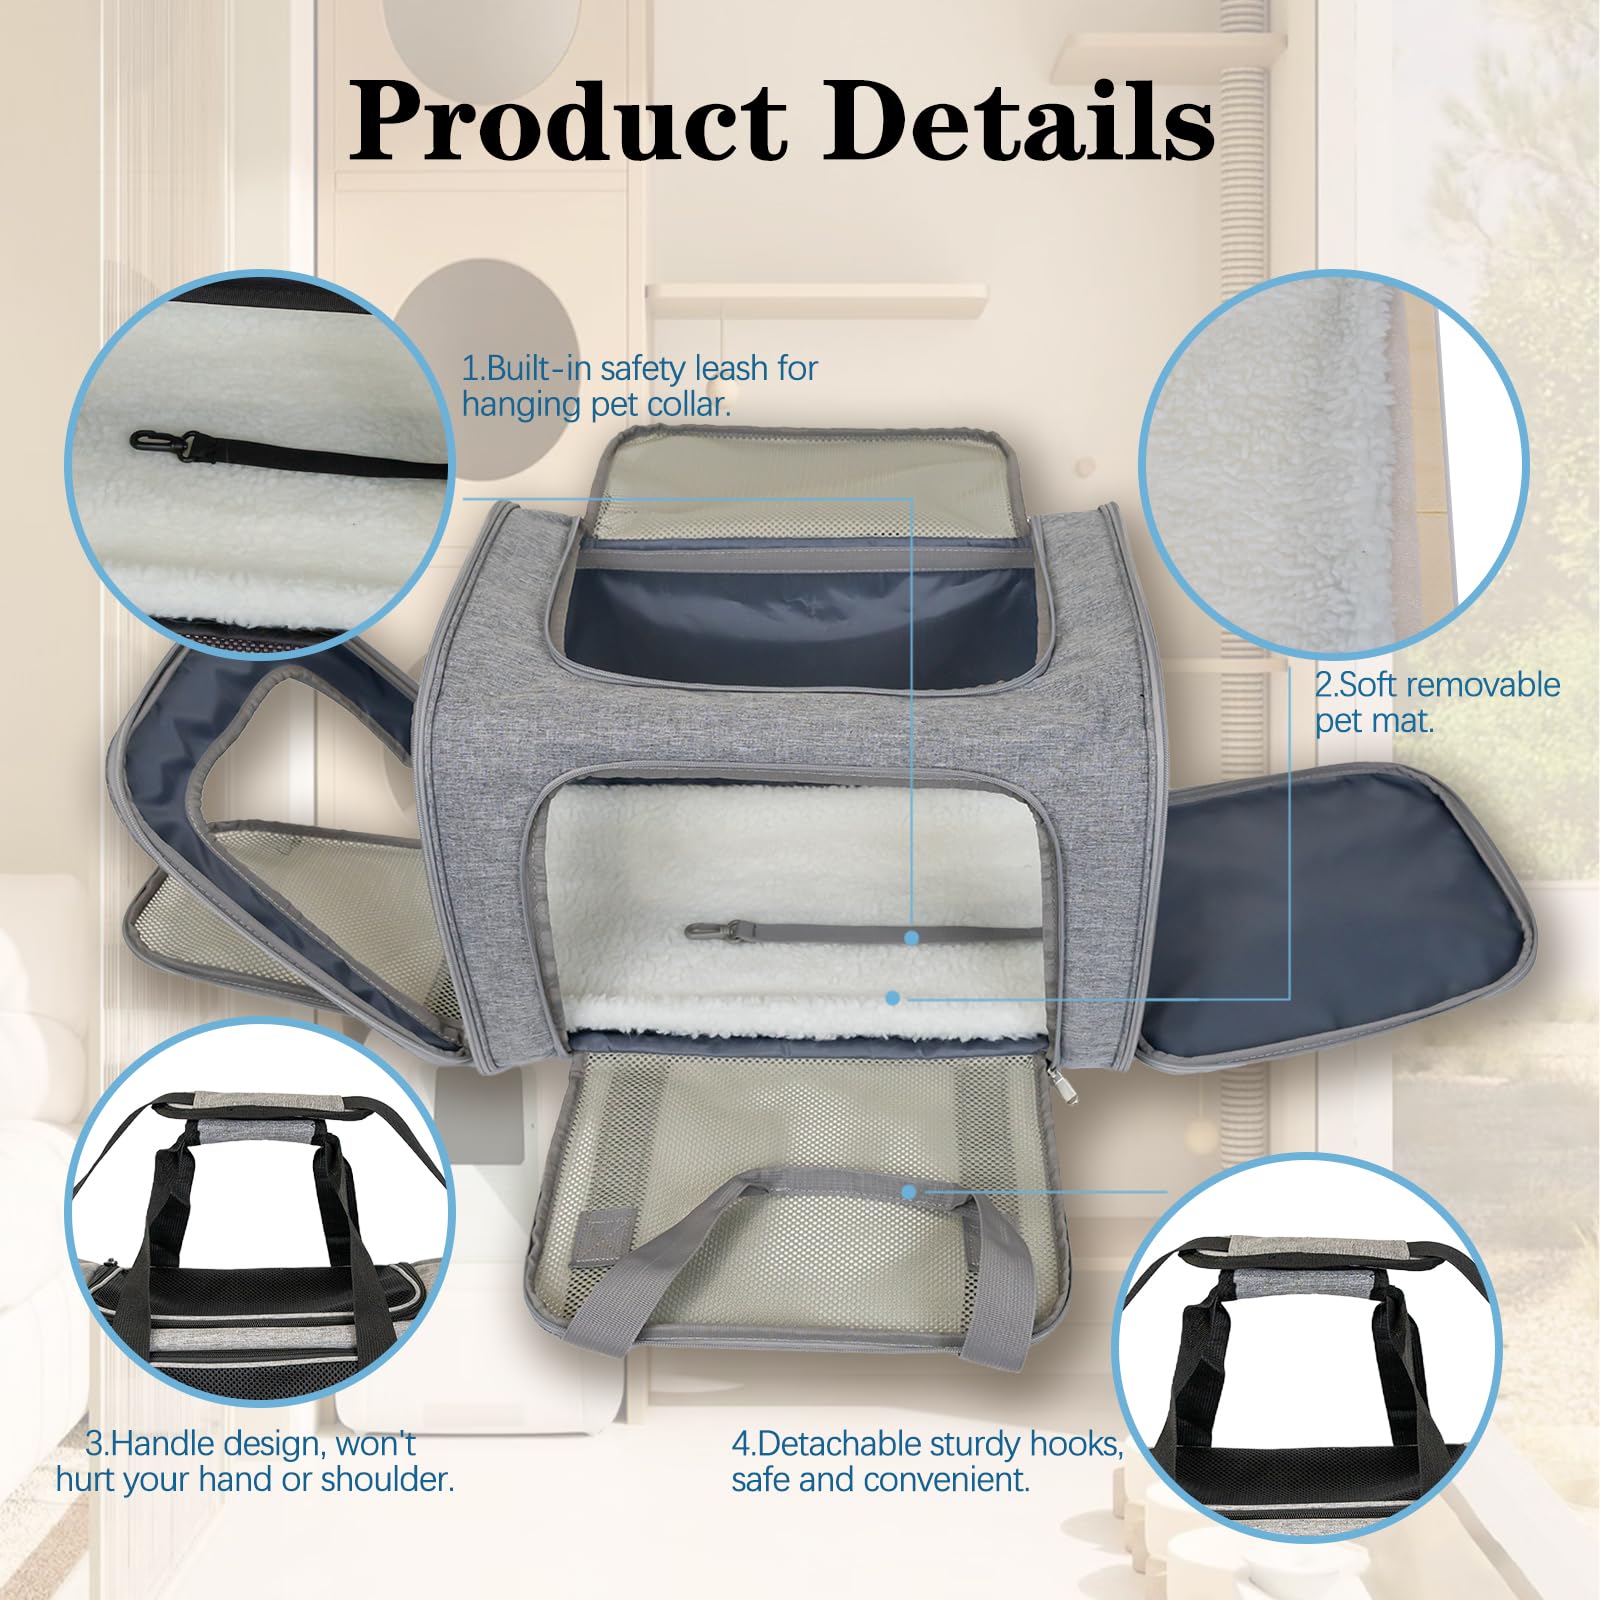 Product Details
1.Built-in safety leash for
hanging pet collar.
2.Soft removable
pet mat.
3.Handle design, won't
hurt your hand or shoulder.
4.Detachable sturdy hooks,
safe and convenient.